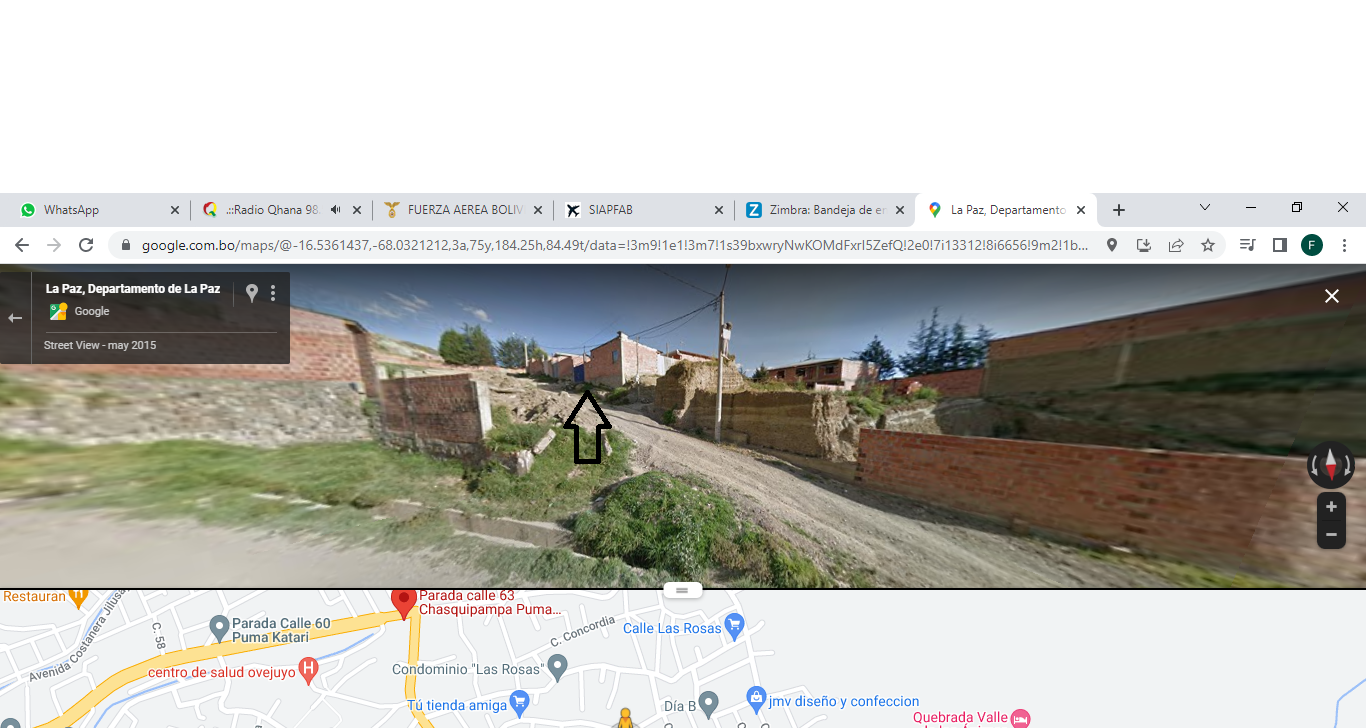 WhatsApp
.::Radio Qhana 98.
FUERZA AEREA BOLIV
SIAPFAB
Zimbra: Bandeja de en
La Paz, Departamento
google.com.bo/maps/@-16.5361437,-68.0321212,3a,75y,184.25h,84.49t/data=!3m9!1e1!3m7!1s39bxwryNwKOMdFxrI5ZefQ!2e0!7i13312!8i6656!9m2!1b...
F
La Paz, Departamento de La Paz
Google
Street View - may 2015
Restauran
Avenida Costanera Jilus
C. 58
Parada Calle 60
Puma Katari
Parada calle 63
Chasquipampa Puma...
centro de salud ovejuyo
C. Concordia
Calle Las Rosas
Condominio "Las Rosas"
Tú tienda amiga
Día B
jmv diseño y confeccion
Quebrada Valle